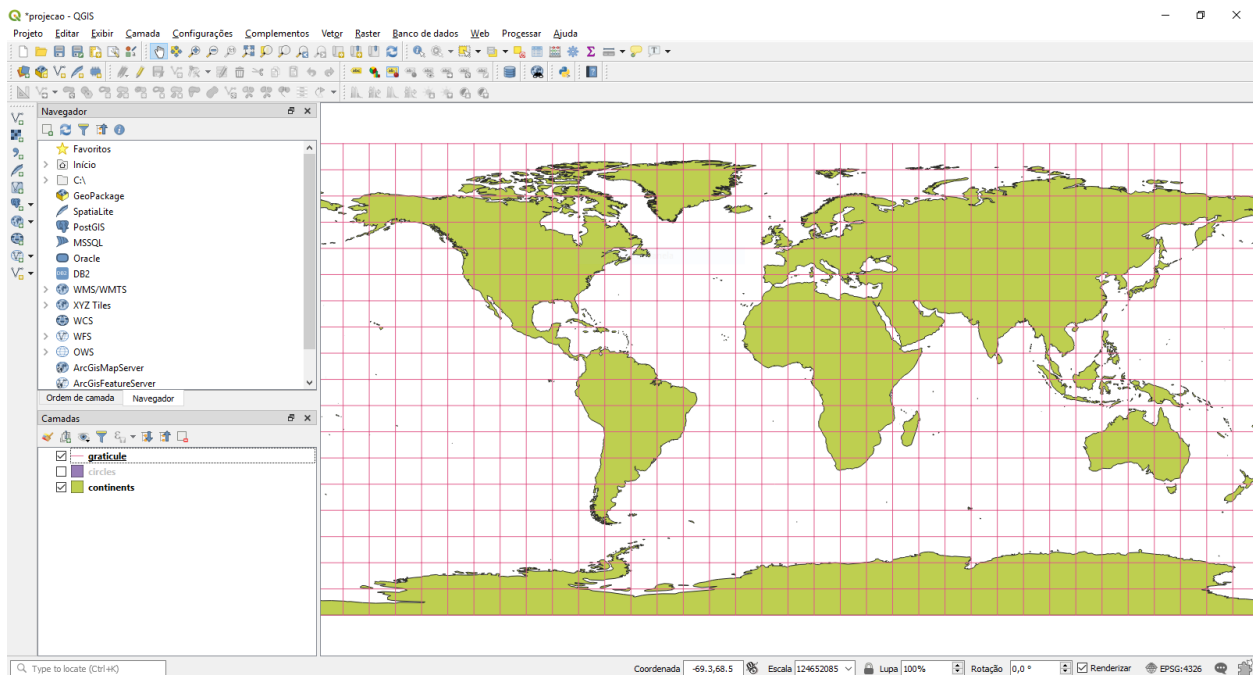 *projecao - QGIS
Projeto Editar Exibir Camada Configurações Complementos Vetor Raster Banco de dados Web Processar Ajuda
Navegador
Favoritos
Início
C:\
GeoPackage
SpatiaLite
PostGIS
MSSQL
Oracle
DB2
WMS/WMTS
XYZ Tiles
WCS
WFS
OWS
ArcGisMapServer
ArcGisFeatureServer
Ordem de camada Navegador
Camadas
graticule
circles
continents
Type to locate (Ctrl+K) Coordenada -69.3,68.5 Escala 124652085 Lupa 100% Rotação 0,0 ° Renderizar EPSG:4326